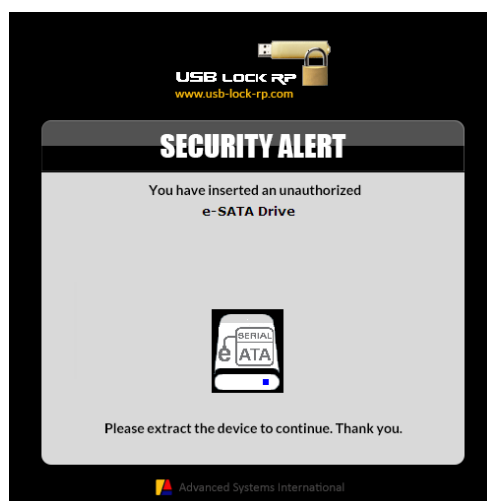 USB LOCK RP
www.usb-lock-rp.com
SECURITY ALERT
You have inserted an unauthorized
e-SATA Drive
SERIAL
e ATA
Please extract the device to continue. Thank you.
Advanced Systems International